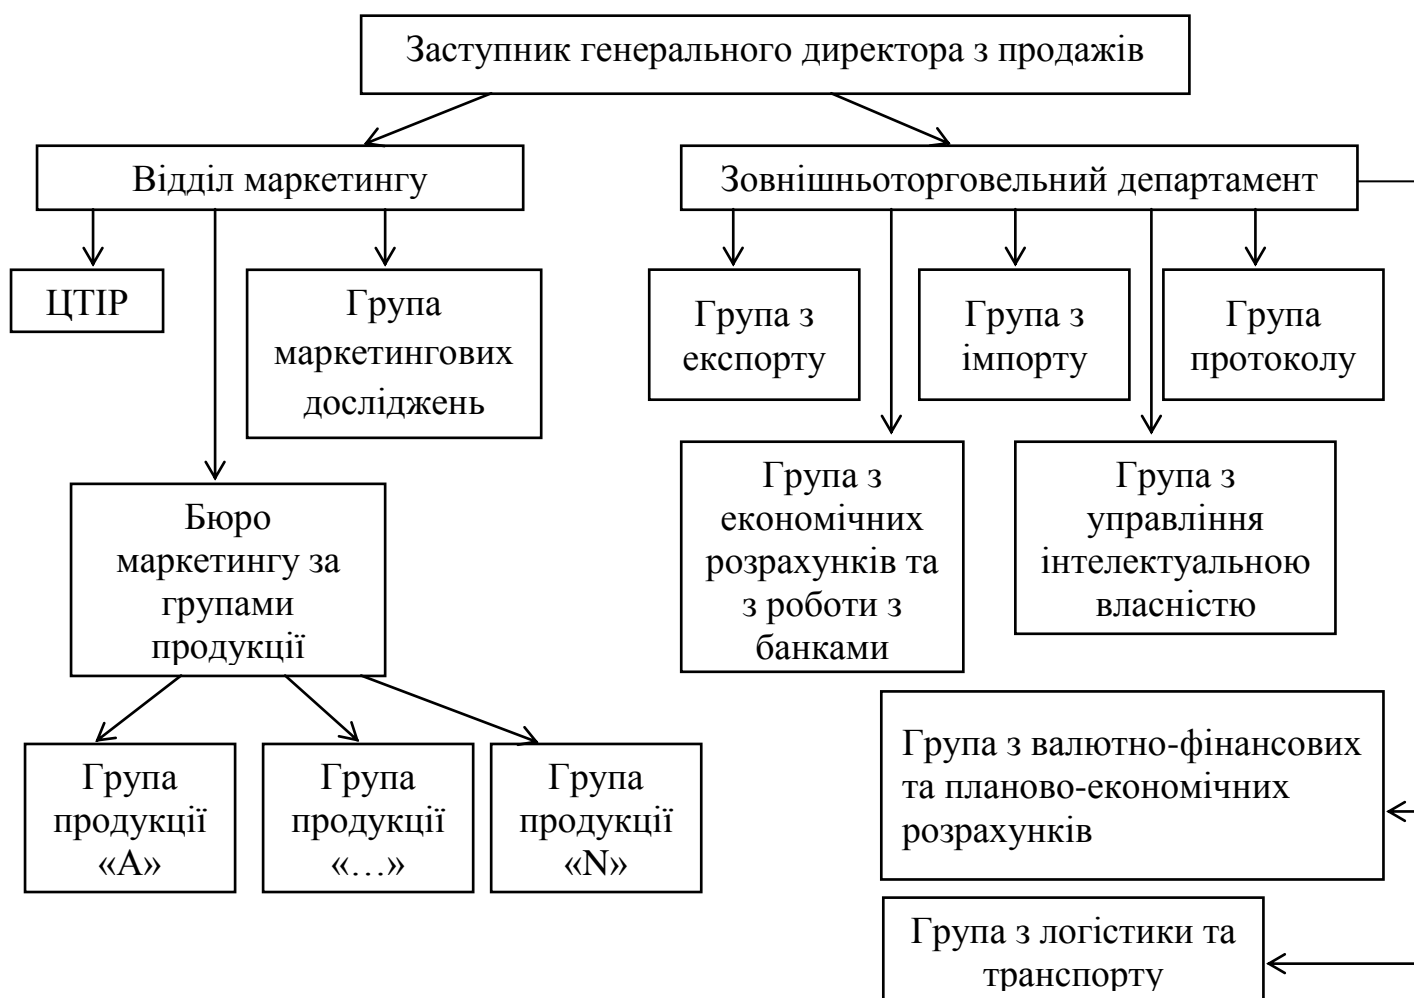 Заступник генерального директора з продажів
Відділ маркетингу
Зовнішньоторговельний департамент
ЦТІР
Група
маркетингових
досліджень
Група з
експорту
Група з
імпорту
Група
протоколу
Бюро
маркетингу за
групами
продукції
Група з
економічних
розрахунків та
з роботи з
банками
Група з
управління
інтелектуальною
власністю
Група
продукції
«А»
Група
продукції
«…»
Група
продукції
«N»
Група з валютно-фінансових
та планово-економічних
розрахунків
Група з логістики та
транспорту